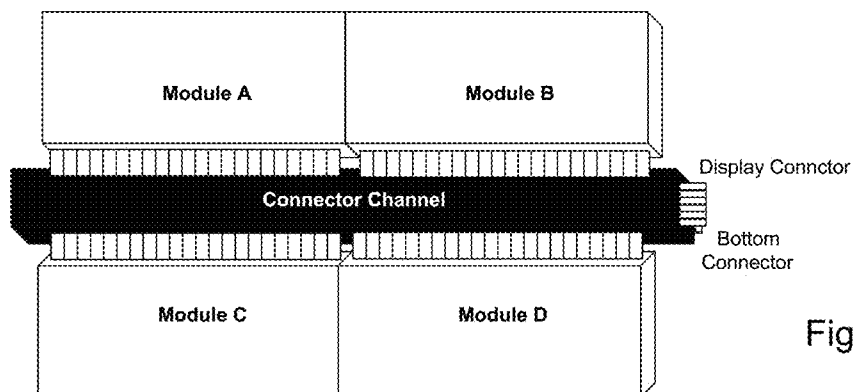 Module A
Module B
Display Connctor
Connector Channel
Bottom
Connector
Module C
Module D
Fig